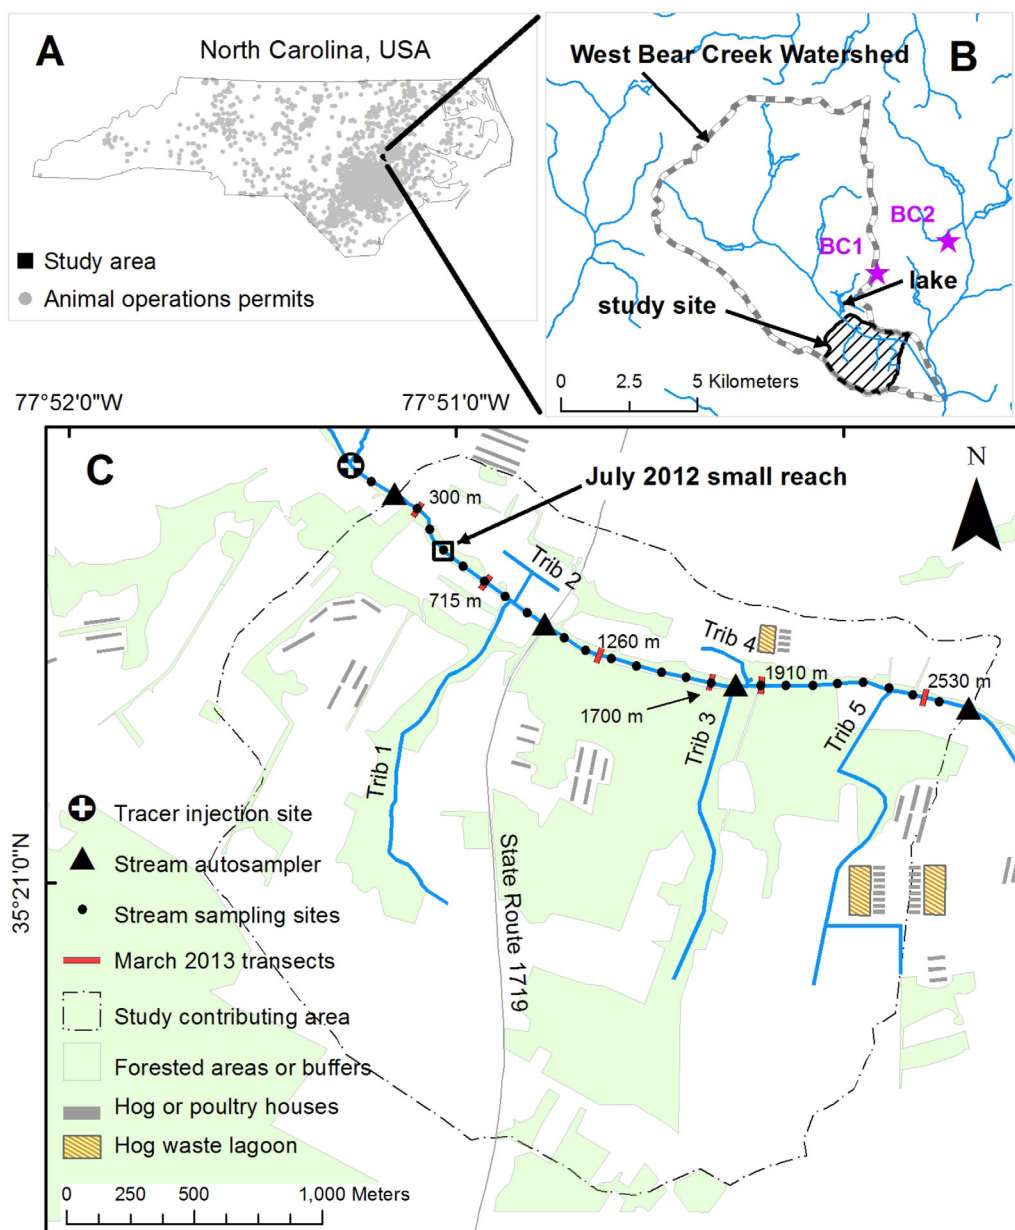 A
North Carolina, USA
Study area
Animal operations permits
B
West Bear Creek Watershed
BC2
BC1
lake
study site
0 2.5 5 Kilometers
77°52'0"W
77°51'0"W
C
N
300 m
July 2012 small reach
Trib 2
715 m
1260 m
Trib 4
1910 m
2530 m
1700 m
Trib 3
Trib 5
Trib 1
State Route 1719
35°21'0"N
Tracer injection site
Stream autosampler
Stream sampling sites
March 2013 transects
Study contributing area
Forested areas or buffers
Hog or poultry houses
Hog waste lagoon
0 250 500 1,000 Meters